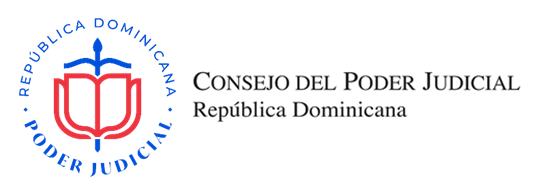 REPÚBLICA DOMINICANA
PODER JUDICIAL
CONSEJO DEL PODER JUDICIAL
República Dominicana